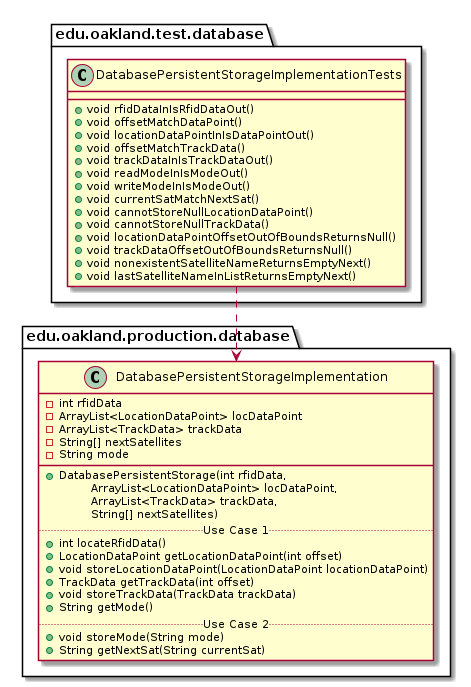 edu.oakland.test.database
C DatabasePersistentStorageImplementationTests
void rfidDataInIsRfidDataOut()
void offsetMatchDataPoint()
void locationDataPointInIsDataPointOut()
void offsetMatchTrackData()
void trackDataInIsTrackDataOut()
void readModeInIsModeOut()
void writeModeInIsModeOut()
void currentSatMatchNextSat()
void cannotStoreNullLocationDataPoint()
void cannotStoreNullTrackData()
void locationDataPointOffsetOutOfBoundsReturnsNull()
void trackDataOffsetOutOfBoundsReturnsNull()
void nonexistentSatelliteNameReturnsEmptyNext()
void lastSatelliteNameInListReturnsEmptyNext()
edu.oakland.production.database
C DatabasePersistentStorageImplementation
int rfidData
ArrayList<LocationDataPoint> locDataPoint
ArrayList<TrackData> trackData
String[] nextSatellites
String mode
DatabasePersistentStorage(int rfidData,
ArrayList<LocationDataPoint> locDataPoint,
ArrayList<TrackData> trackData,
String[] nextSatellites)
Use Case 1
int locateRfidData()
LocationDataPoint getLocationDataPoint(int offset)
void storeLocationDataPoint(LocationDataPoint locationDataPoint)
TrackData getTrackData(int offset)
void storeTrackData(TrackData trackData)
String getMode()
Use Case 2
void storeMode(String mode)
String getNextSat(String currentSat)